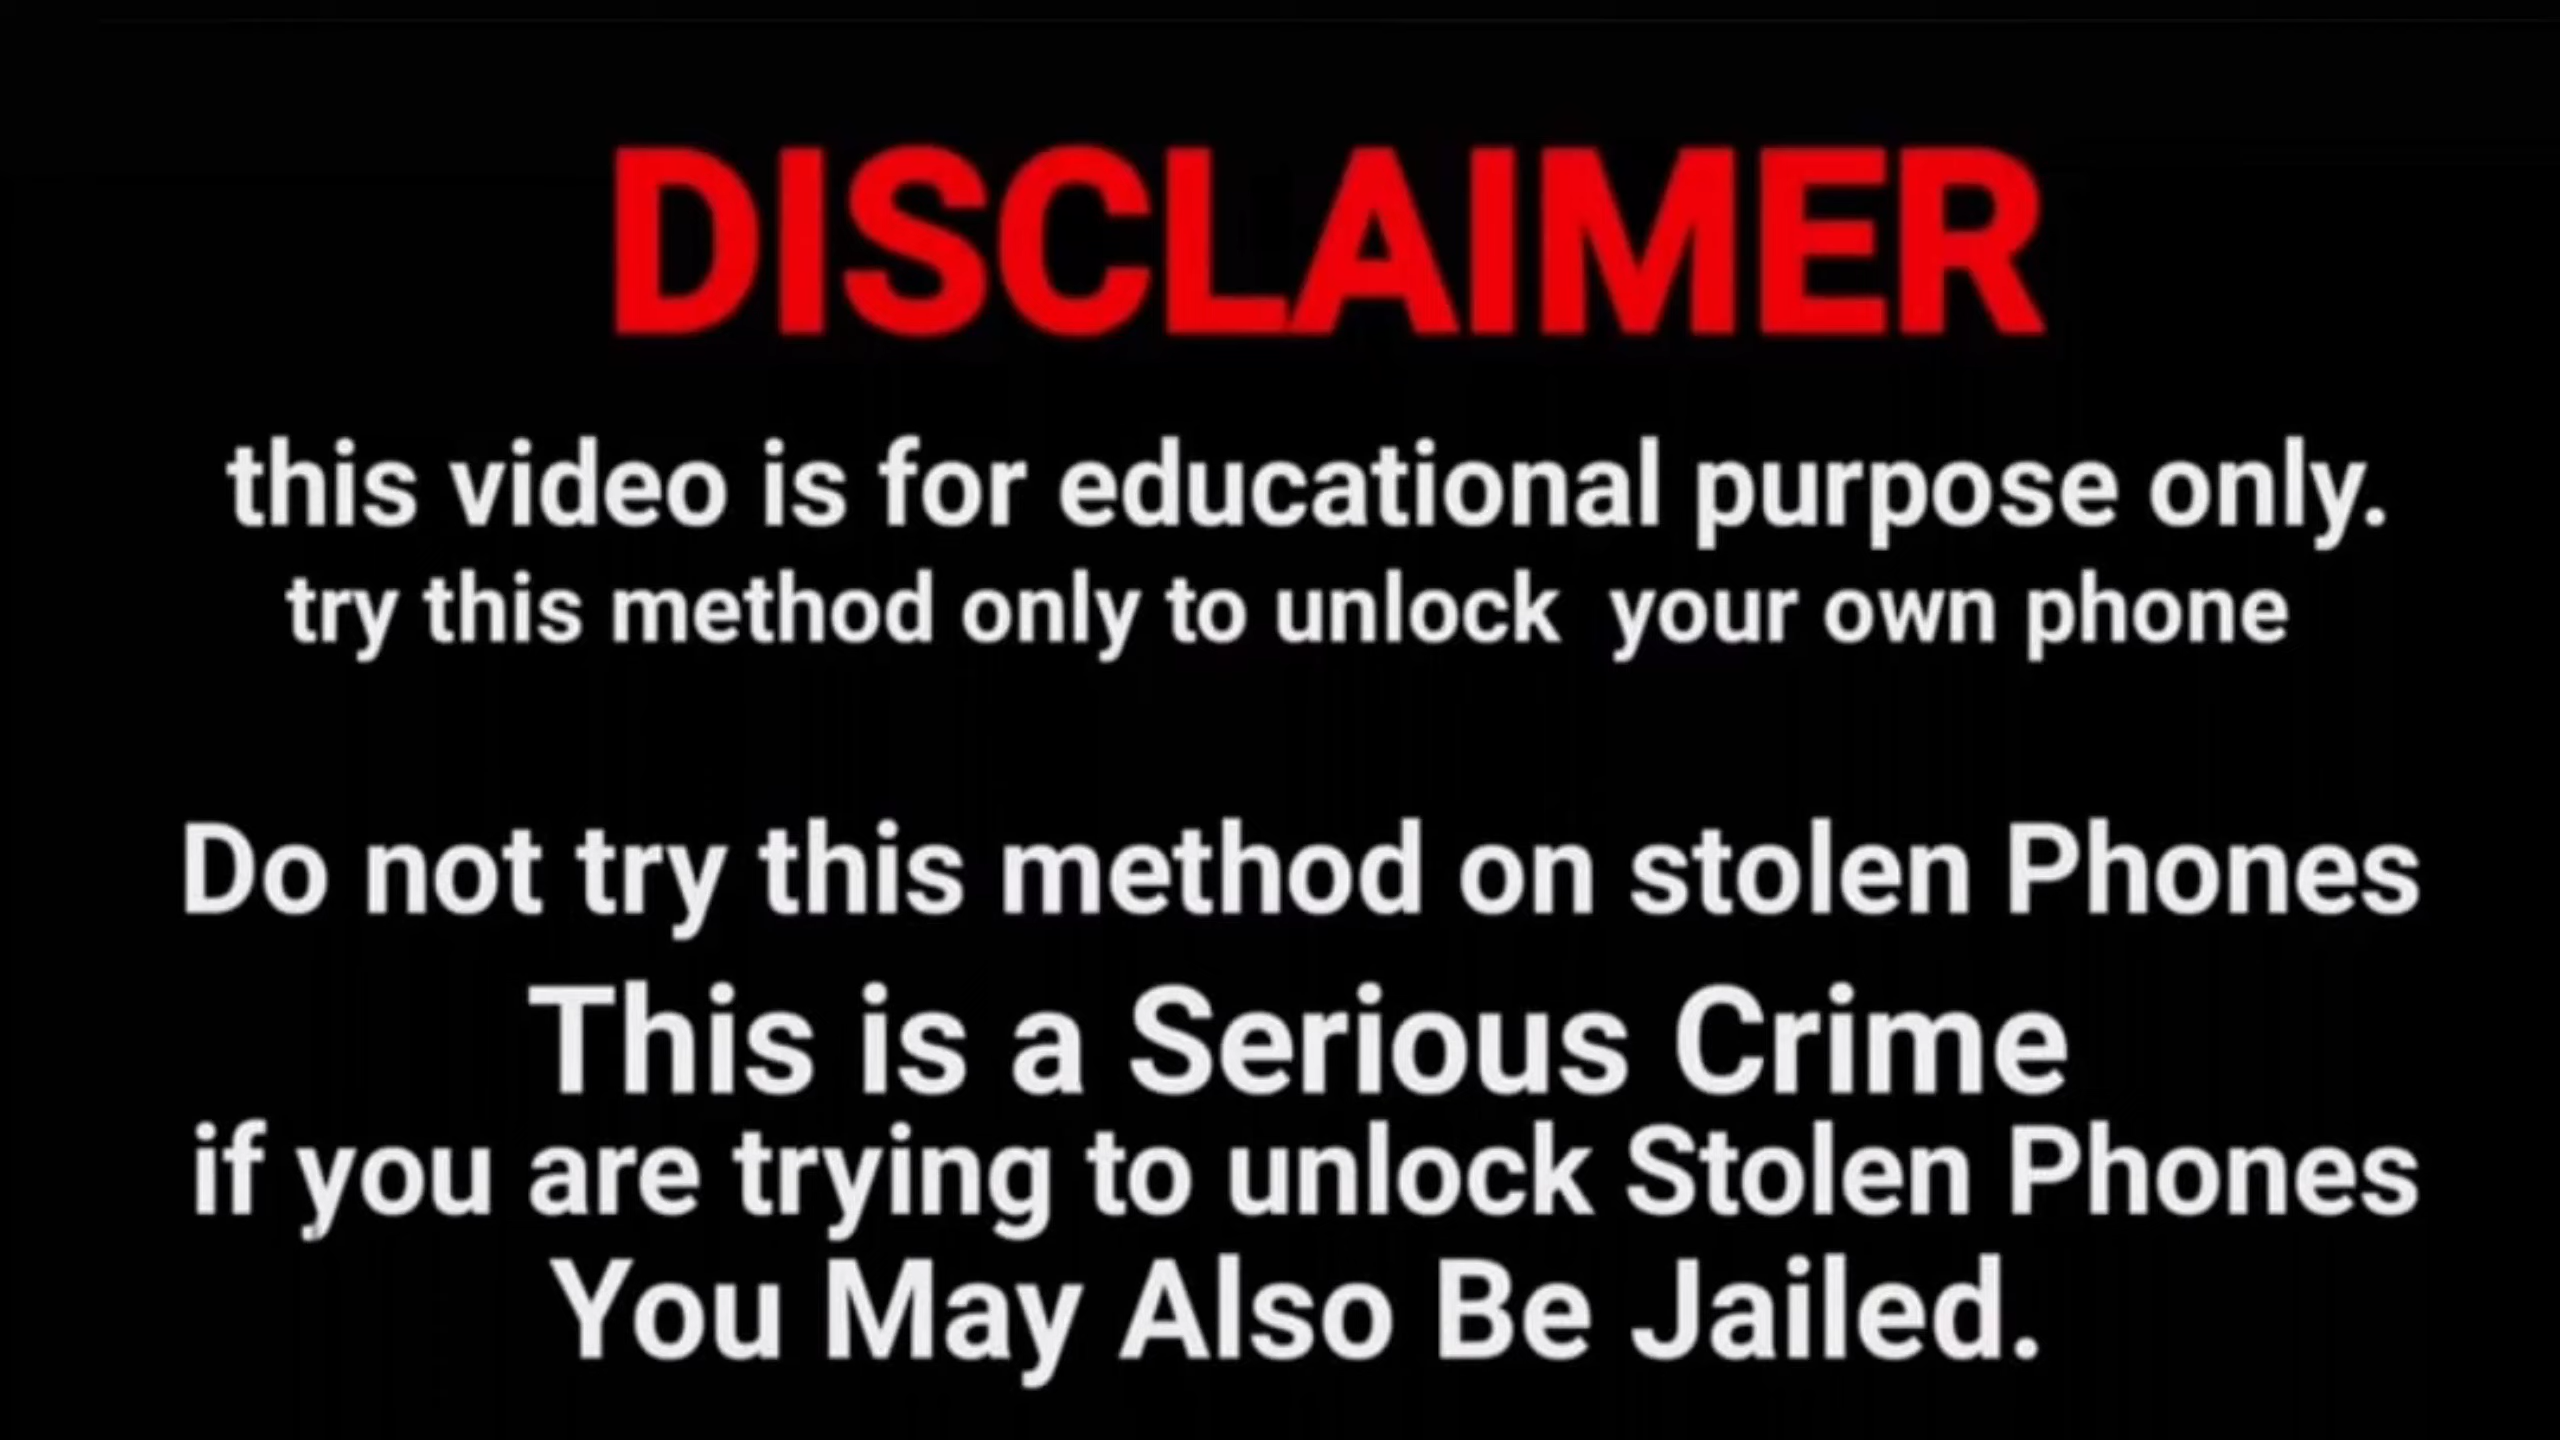 DISCLAIMER
this video is for educational purpose only.
try this method only to unlock your own phone
Do not try this method on stolen Phones
This is a Serious Crime
if you are trying to unlock Stolen Phones
You May Also Be Jailed.